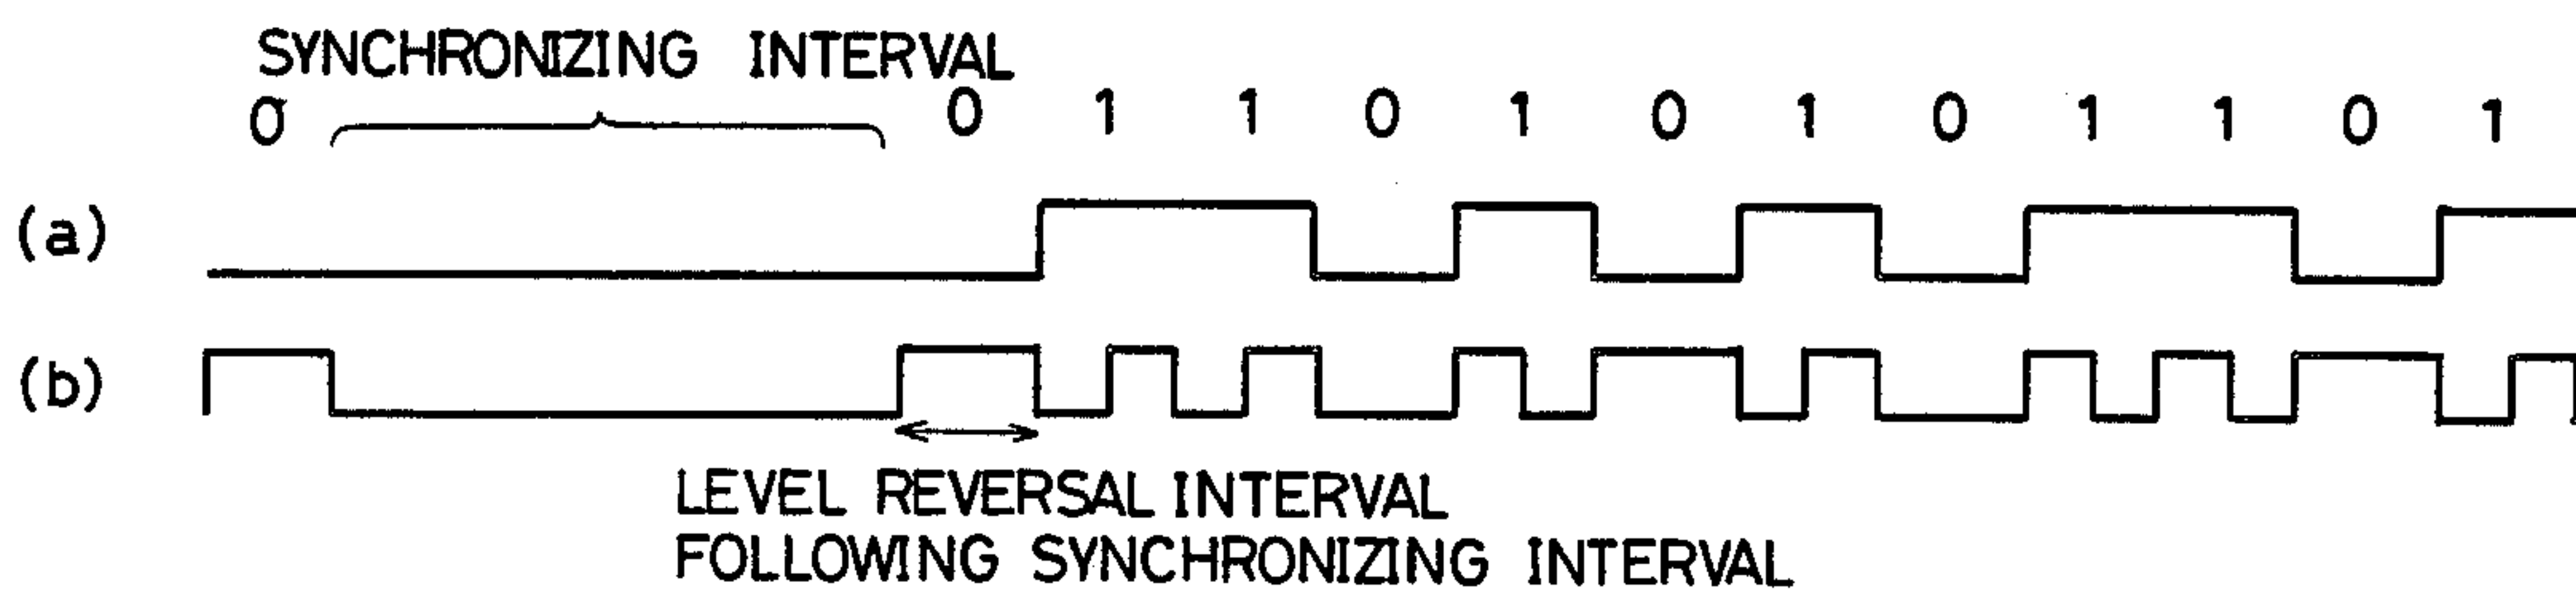 SYNCHRONIZING INTERVAL
0 0 1 1 0 1 0 1 0 1 1 0 1
(a)
(b)
LEVEL REVERSAL INTERVAL
FOLLOWING SYNCHRONIZING INTERVAL